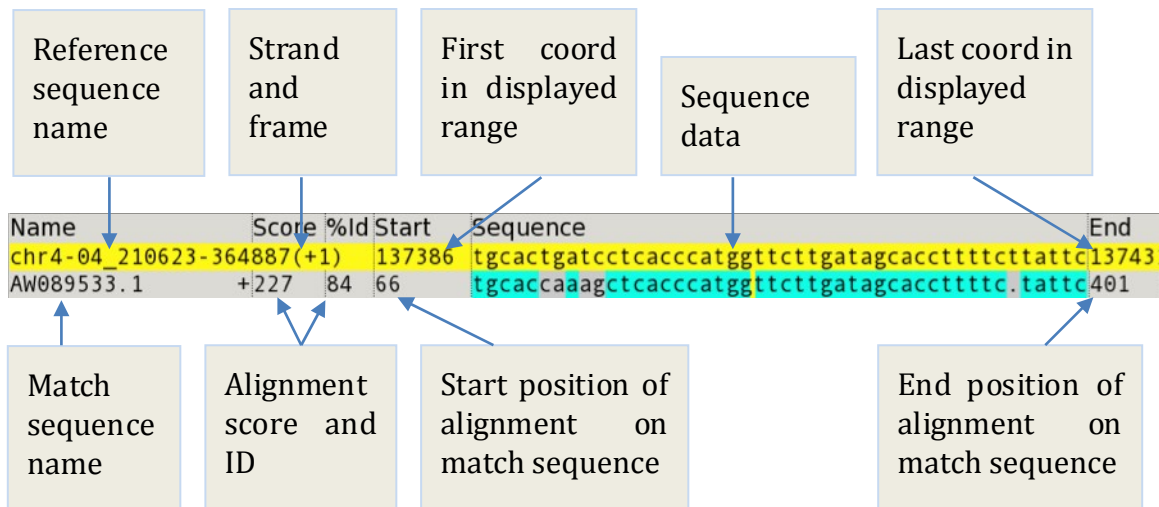 Reference
sequence
name
Strand
and
frame
First coord
in displayed
range
Sequence
data
Last coord in
displayed
range
Name Score %Id Start Sequence End
chr4-04_210623-364887(+1) 137386 tgcactgatcctcacccatggttcttgatagcaccttttcttattc 13743
AW089533.1 + 227 84 66 tgcaccaaagctcacccatggttcttgatagcaccttttc.tattc 401
Match
sequence
name
Alignment
score and
ID
Start position of
alignment on
match sequence
End position of
alignment on
match sequence